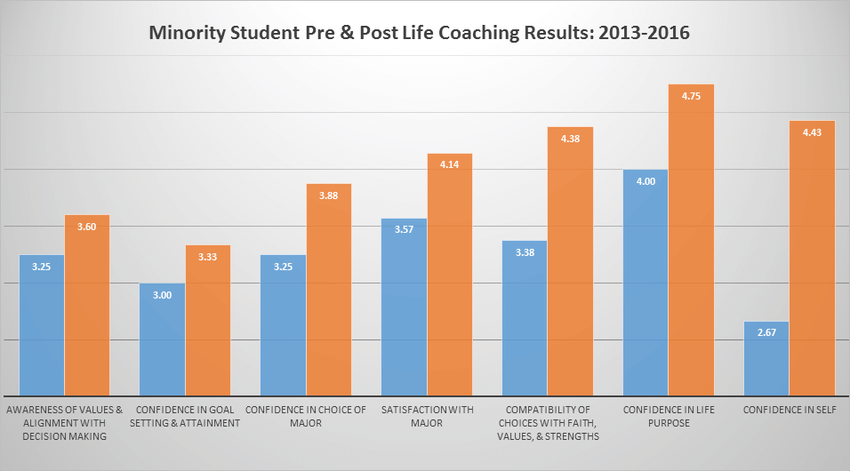 Minority Student Pre & Post Life Coaching Results: 2013-2016
3.25
3.60
3.00
3.33
3.25
3.88
3.57
4.14
3.38
4.38
4.00
4.75
2.67
4.43
AWARENESS OF VALUES &
ALIGNMENT WITH
DECISION MAKING
CONFIDENCE IN GOAL
SETTING & ATTAINMENT
CONFIDENCE IN CHOICE OF
MAJOR
SATISFACTION WITH
MAJOR
COMPATIBILITY OF
CHOICES WITH FAITH,
VALUES, & STRENGTHS
CONFIDENCE IN LIFE
PURPOSE
CONFIDENCE IN SELF